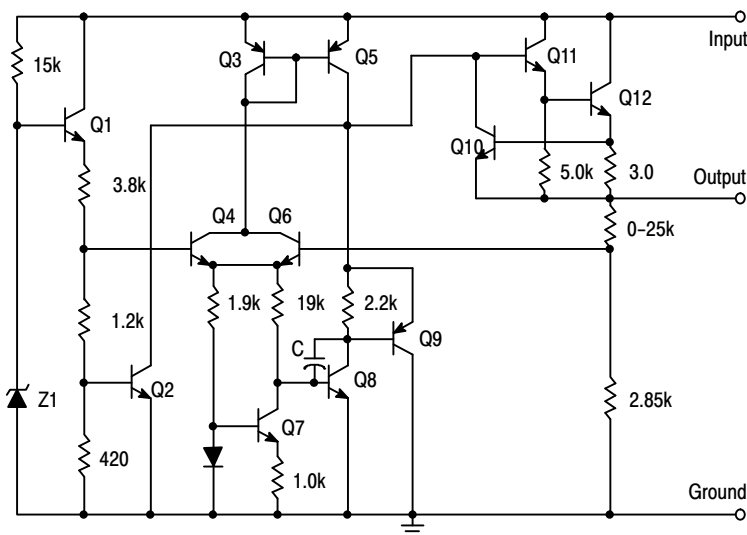 Input
15k
Q3
Q5
Q11
Q12
Q1
Q10
5.0k
3.0
Output
3.8k
Q4
Q6
0-25k
1.2k
1.9k
19k
2.2k
C
Q9
Q2
Q8
Z1
2.85k
Q7
420
1.0k
Ground